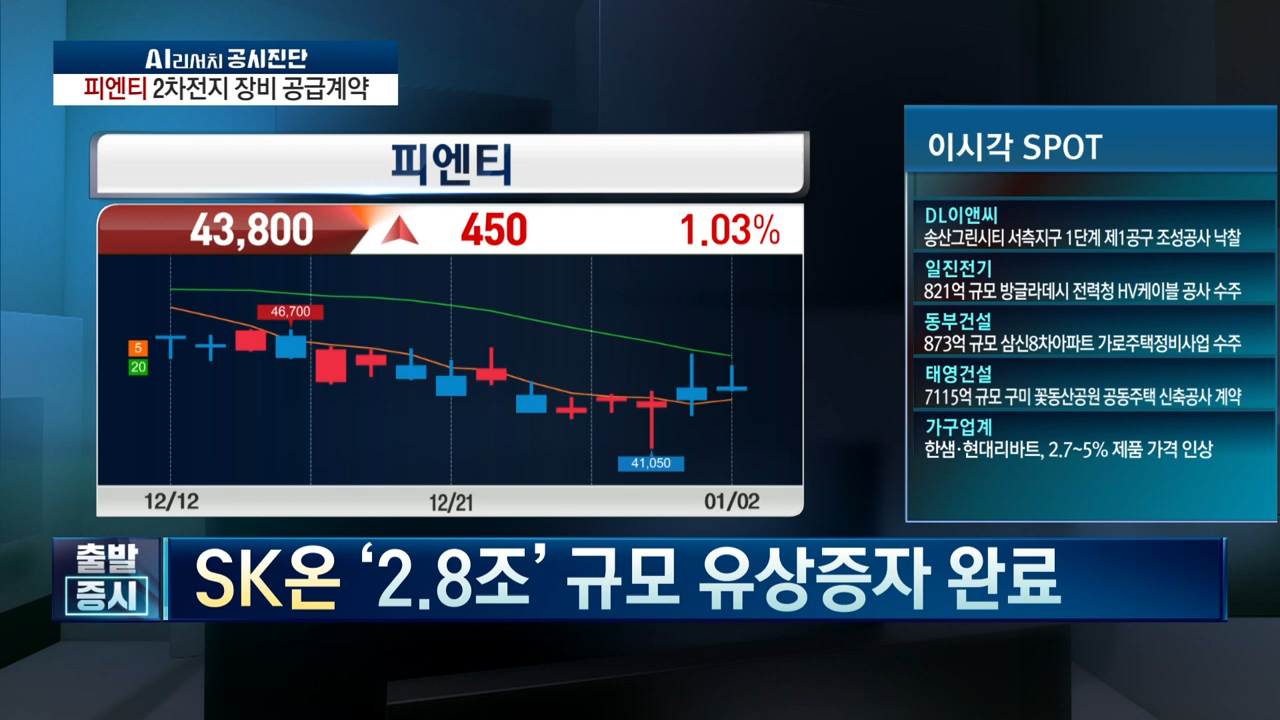 AI리서치 공시진단
피엔티 2차전지 장비 공급계약
피엔티
43,800 450 1.03%
46,700
5
20
41,050
12/12 12/21 01/02
이시각 SPOT
DL이앤씨
송산그린시티 서측지구 1단계 제1공구 조성공사 낙찰
일진전기
821억 규모 방글라데시 전력청 HV케이블 공사 수주
동부건설
873억 규모 삼신8차아파트 가로주택정비사업 수주
태영건설
7115억 규모 구미 꽃동산공원 공동주택 신축공사 계약
가구업계
한샘·현대리바트, 2.7~5% 제품 가격 인상
출발
증시
SK온 ‘2.8조’ 규모 유상증자 완료